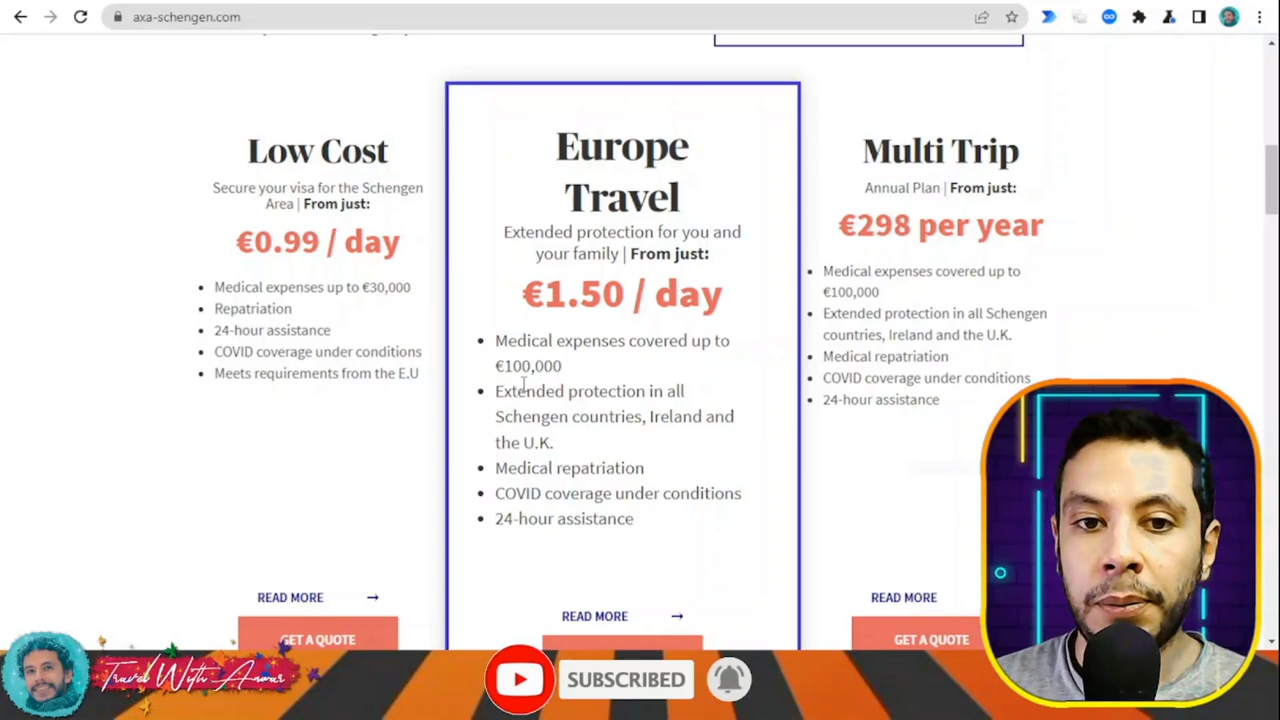 axa-schengen.com
Low Cost
Secure your visa for the Schengen
Area | From just:
€0.99 / day
• Medical expenses up to €30,000
• Repatriation
• 24-hour assistance
• COVID coverage under conditions
• Meets requirements from the E.U
READ MORE →
GET A QUOTE
Europe
Travel
Extended protection for you and
your family | From just:
€1.50 / day
• Medical expenses covered up to
€100,000
• Extended protection in all
Schengen countries, Ireland and
the U.K.
• Medical repatriation
• COVID coverage under conditions
• 24-hour assistance
READ MORE →
Multi Trip
Annual Plan | From just:
€298 per year
• Medical expenses covered up to
€100,000
• Extended protection in all Schengen
countries, Ireland and the U.K.
• Medical repatriation
• COVID coverage under conditions
• 24-hour assistance
READ MORE
GET A QUOTE
Travel With Anwar
SUBSCRIBED